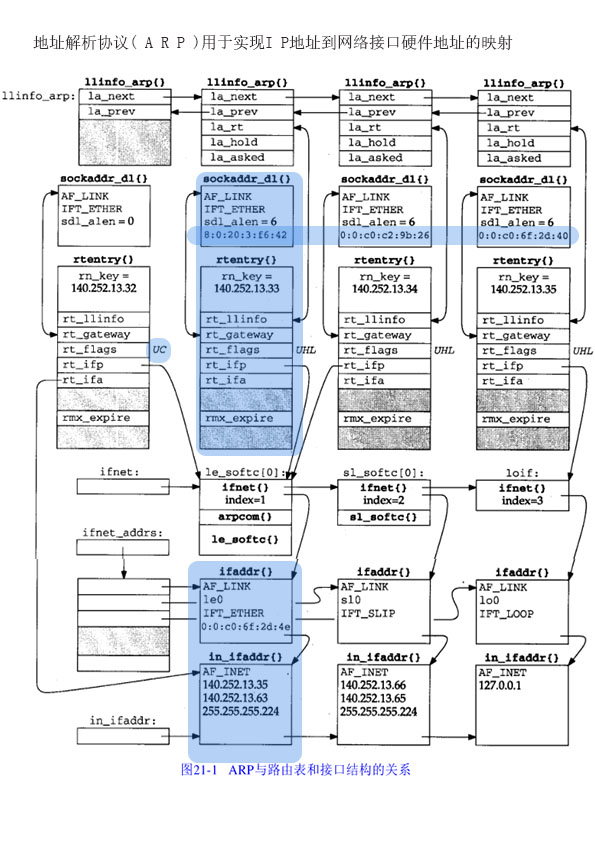 地址解析协议( A R P )用于实现I P地址到网络接口硬件地址的映射
llinfo_arp{} llinfo_arp{} llinfo_arp{} llinfo_arp{}
llinfo_arp: la_next la_next la_next la_next
la_prev la_prev la_prev la_prev
la_rt la_rt la_rt
la_hold la_hold la_hold
la_asked la_asked la_asked
sockaddr_dl{} sockaddr_dl{} sockaddr_dl{} sockaddr_dl{}
AF_LINK AF_LINK AF_LINK AF_LINK
IFT_ETHER IFT_ETHER IFT_ETHER IFT_ETHER
sdl_alen = 0 sdl_alen = 6 sdl_alen = 6 sdl_alen = 6
8:0:20:3:f6:42 0:0:c0:c2:9b:26 0:0:c0:6f:2d:40
rtentry{} rtentry{} rtentry{} rtentry{}
rn_key = rn_key = rn_key = rn_key =
140.252.13.32 140.252.13.33 140.252.13.34 140.252.13.35
rt_llinfo rt_llinfo rt_llinfo rt_llinfo
rt_gateway rt_gateway rt_gateway rt_gateway
rt_flags UC rt_flags UHL rt_flags UHL rt_flags UHL
rt_ifp rt_ifp rt_ifp rt_ifp
rt_ifa rt_ifa rt_ifa rt_ifa
rmx_expire rmx_expire rmx_expire rmx_expire
ifnet: le_softc[0]: sl_softc[0]: loif:
ifnet{} ifnet{} ifnet{}
index=1 index=2 index=3
arpcom{} sl_softc{}
le_softc{}
ifnet_addrs:
ifaddr{} ifaddr{} ifaddr{}
AF_LINK AF_LINK AF_LINK
le0 sl0 lo0
IFT_ETHER IFT_SLIP IFT_LOOP
0:0:c0:6f:2d:4e
in_ifaddr{} in_ifaddr{} in_ifaddr{}
AF_INET AF_INET AF_INET
140.252.13.35 140.252.13.66 127.0.0.1
140.252.13.63 140.252.13.65
255.255.255.224 255.255.255.224
in_ifaddr:
图21-1 ARP与路由表和接口结构的关系